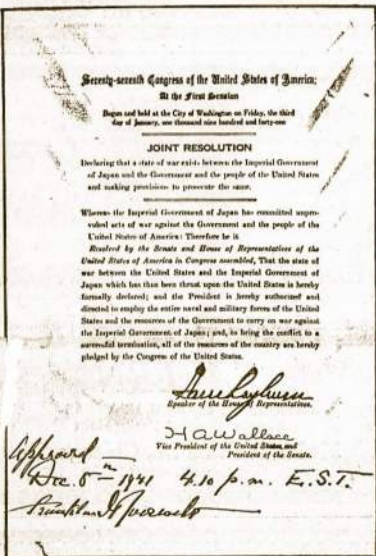 Seventy-seventh Congress of the United States of America;
At the First Session
Begun and held at the City of Washington on Friday, the third
day of January, one thousand nine hundred and forty-one
JOINT RESOLUTION
Declaring that a state of war exists between the Imperial Government
of Japan and the Government and the people of the United States
and making provisions to prosecute the same.
Whereas the Imperial Government of Japan has committed unpro-
voked acts of war against the Government and the people of the
United States of America: Therefore be it
Resolved by the Senate and House of Representatives of the
United States of America in Congress assembled, That the state of
war between the United States and the Imperial Government of
Japan which has thus been thrust upon the United States is hereby
formally declared; and the President is hereby authorized and
directed to employ the entire naval and military forces of the United
States and the resources of the Government to carry on war against
the Imperial Government of Japan; and, to bring the conflict to a
successful termination, all of the resources of the country are hereby
pledged by the Congress of the United States.
Sam Rayburn
Speaker of the House of Representatives.
H A Wallace
Vice President of the United States and
President of the Senate.
Approved
Dec. 8th 1941 4.10 p.m. E.S.T.
Franklin D Roosevelt